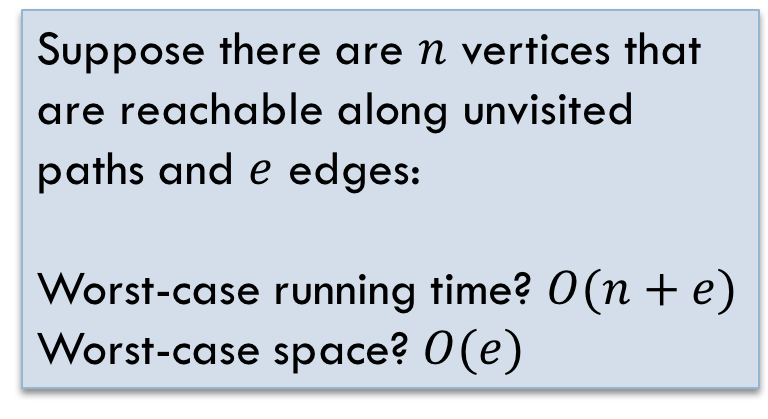 Suppose there are n vertices that
are reachable along unvisited
paths and e edges:
Worst-case running time? O(n + e)
Worst-case space? O(e)